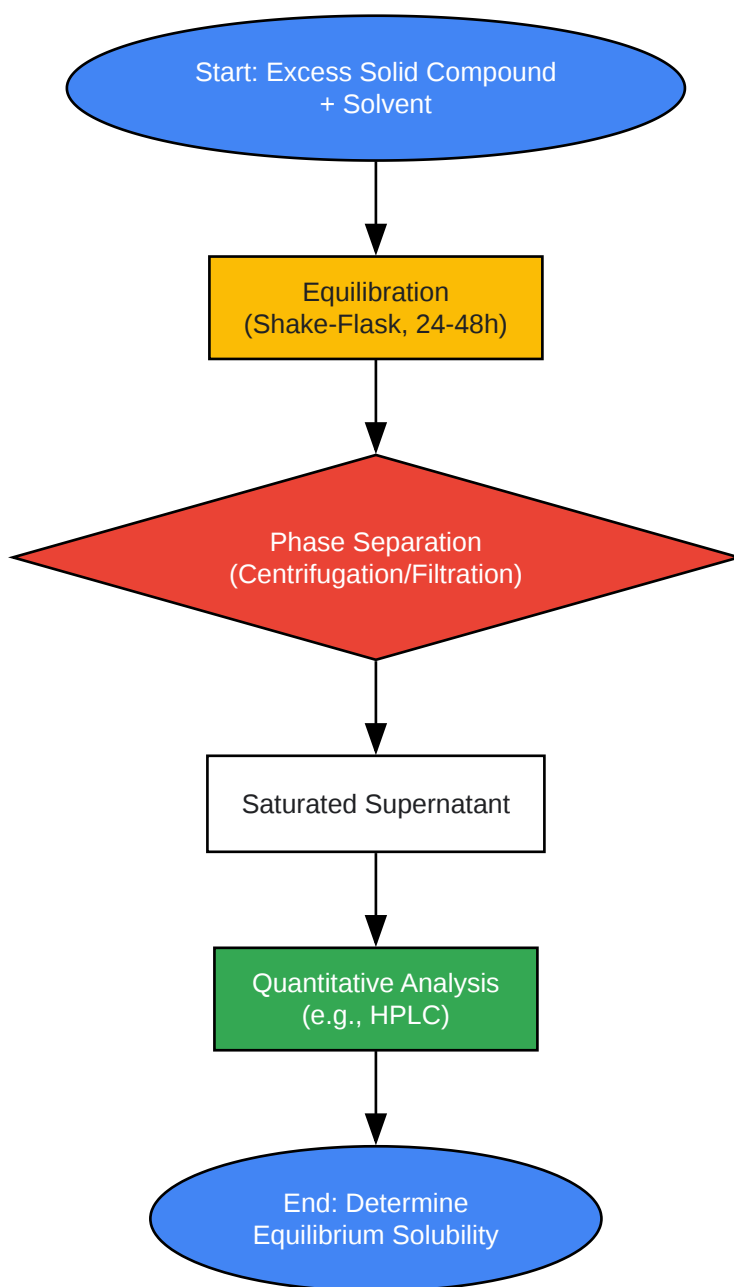 Start: Excess Solid Compound
+ Solvent
Equilibration
(Shake-Flask, 24-48h)
Phase Separation
(Centrifugation/Filtration)
Saturated Supernatant
Quantitative Analysis
(e.g., HPLC)
End: Determine
Equilibrium Solubility